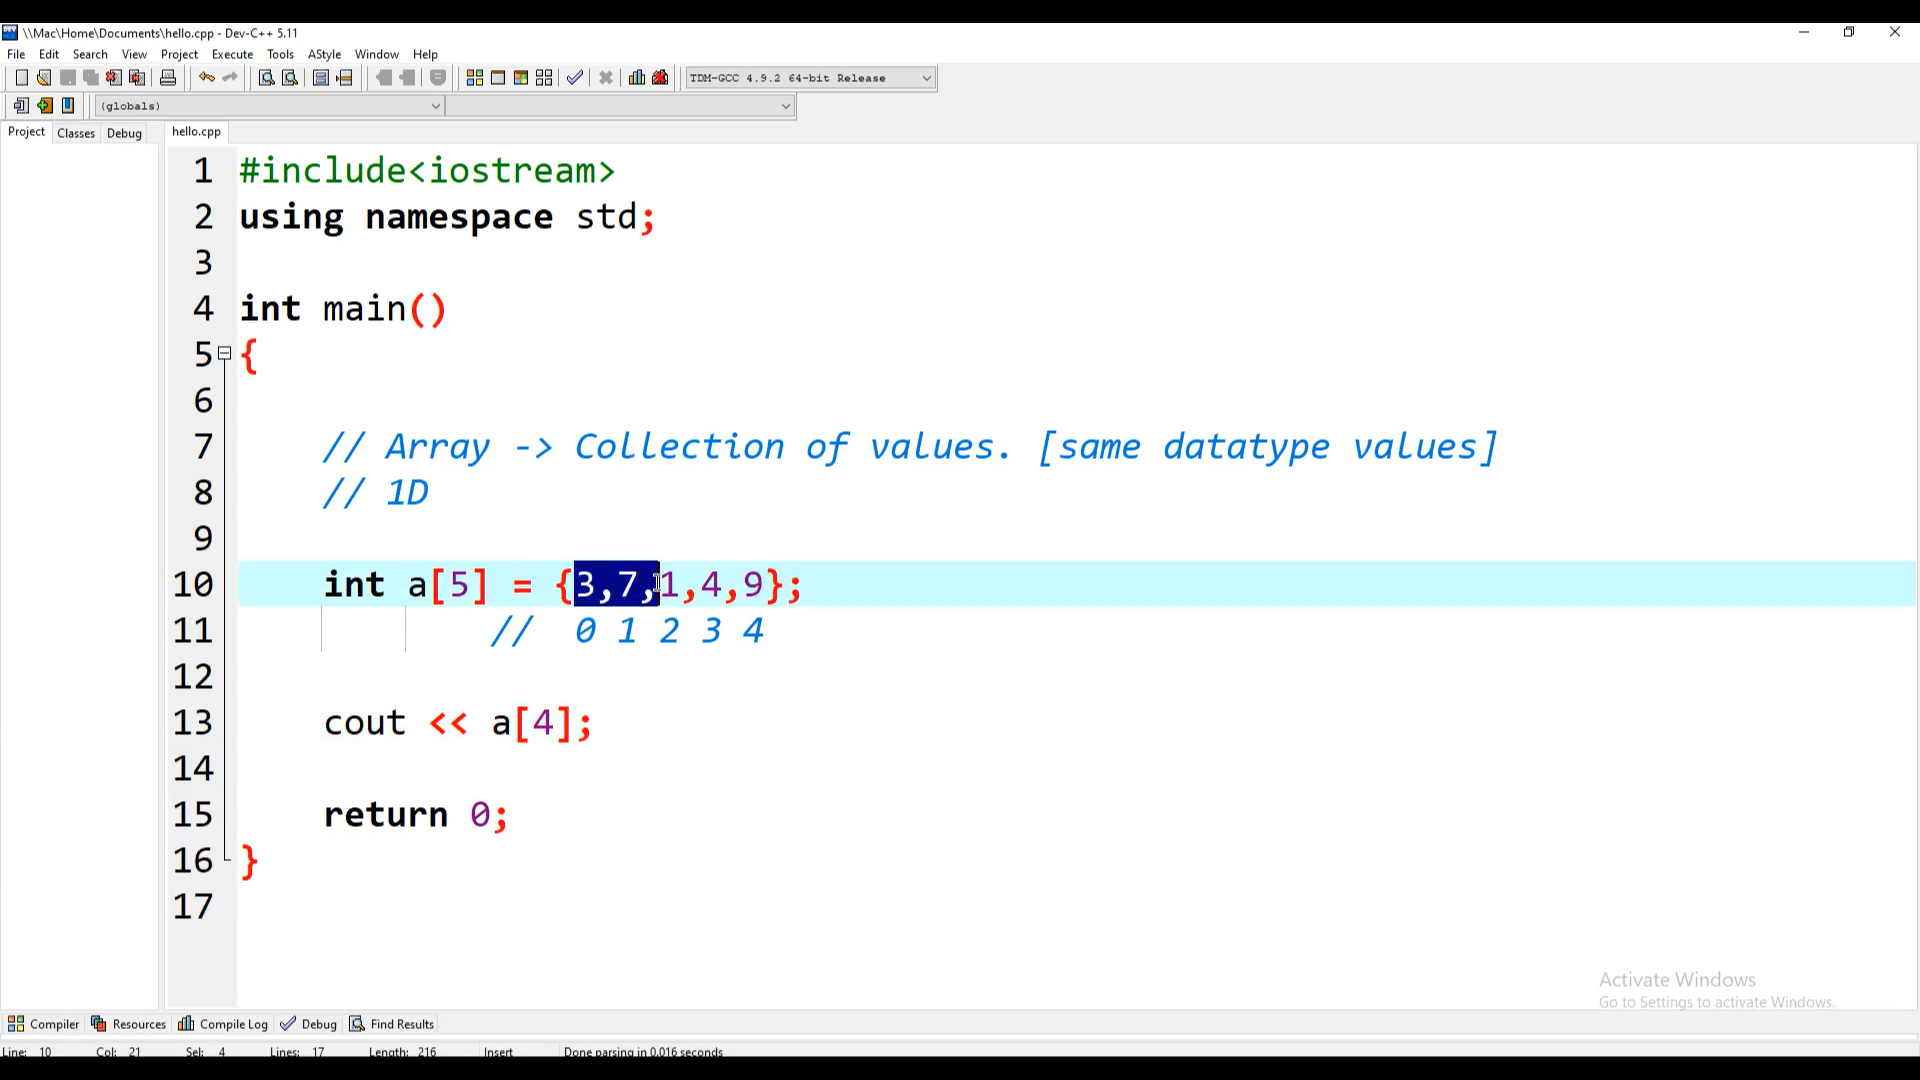 \\Mac\Home\Documents\hello.cpp - Dev-C++ 5.11
File Edit Search View Project Execute Tools AStyle Window Help
TDM-GCC 4.9.2 64-bit Release
(globals)
Project Classes Debug hello.cpp
1 #include<iostream>
2 using namespace std;
3
4 int main()
5 {
6
7 // Array -> Collection of values. [same datatype values]
8 // 1D
9
10 int a[5] = {3,7,1,4,9};
11 // 0 1 2 3 4
12
13 cout << a[4];
14
15 return 0;
16 }
17
Activate Windows
Go to Settings to activate Windows.
Compiler Resources Compile Log Debug Find Results
Line: 10 Col: 21 Sel: 4 Lines: 17 Length: 216 Insert Done parsing in 0.016 seconds